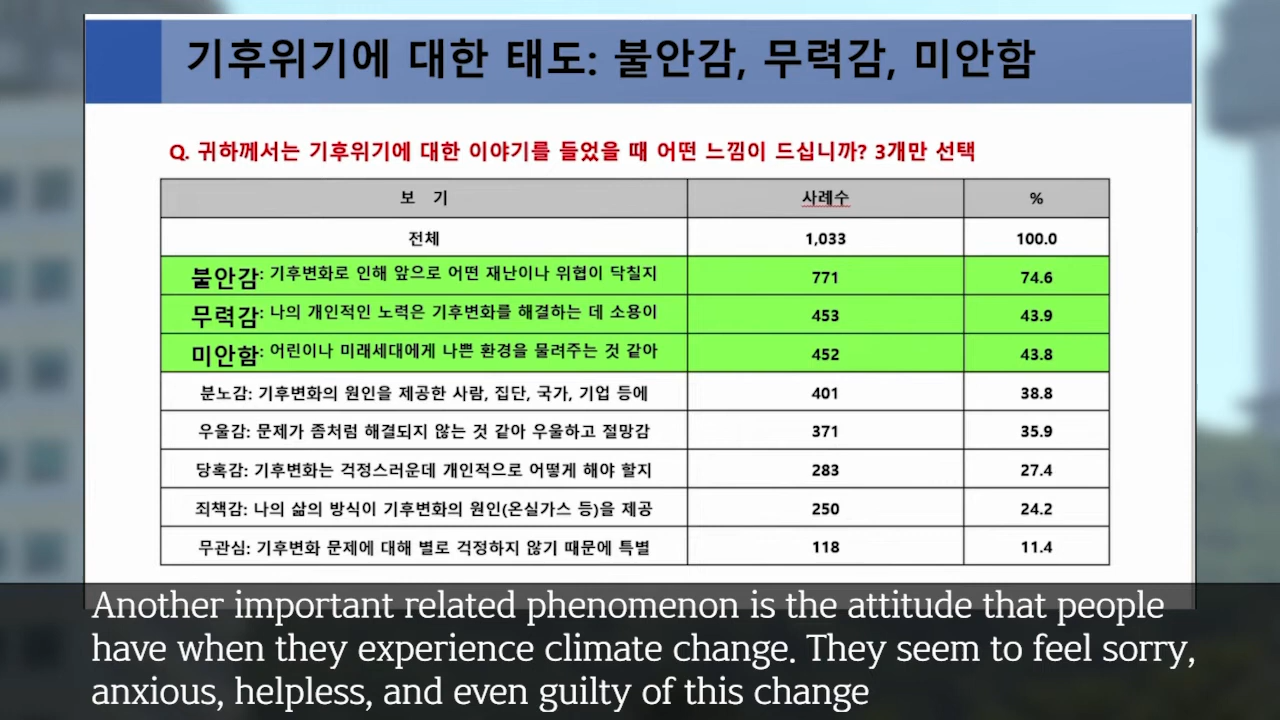 기후위기에 대한 태도: 불안감, 무력감, 미안함
Q. 귀하께서는 기후위기에 대한 이야기를 들었을 때 어떤 느낌이 드십니까? 3개만 선택
보 기 사례수 %
전체 1,033 100.0
불안감: 기후변화로 인해 앞으로 어떤 재난이나 위협이 닥칠지 771 74.6
무력감: 나의 개인적인 노력은 기후변화를 해결하는 데 소용이 453 43.9
미안함: 어린이나 미래세대에게 나쁜 환경을 물려주는 것 같아 452 43.8
분노감: 기후변화의 원인을 제공한 사람, 집단, 국가, 기업 등에 401 38.8
우울감: 문제가 좀처럼 해결되지 않는 것 같아 우울하고 절망감 371 35.9
당혹감: 기후변화는 걱정스러운데 개인적으로 어떻게 해야 할지 283 27.4
죄책감: 나의 삶의 방식이 기후변화의 원인(온실가스 등)을 제공 250 24.2
무관심: 기후변화 문제에 대해 별로 걱정하지 않기 때문에 특별 118 11.4
Another important related phenomenon is the attitude that people
have when they experience climate change. They seem to feel sorry,
anxious, helpless, and even guilty of this change